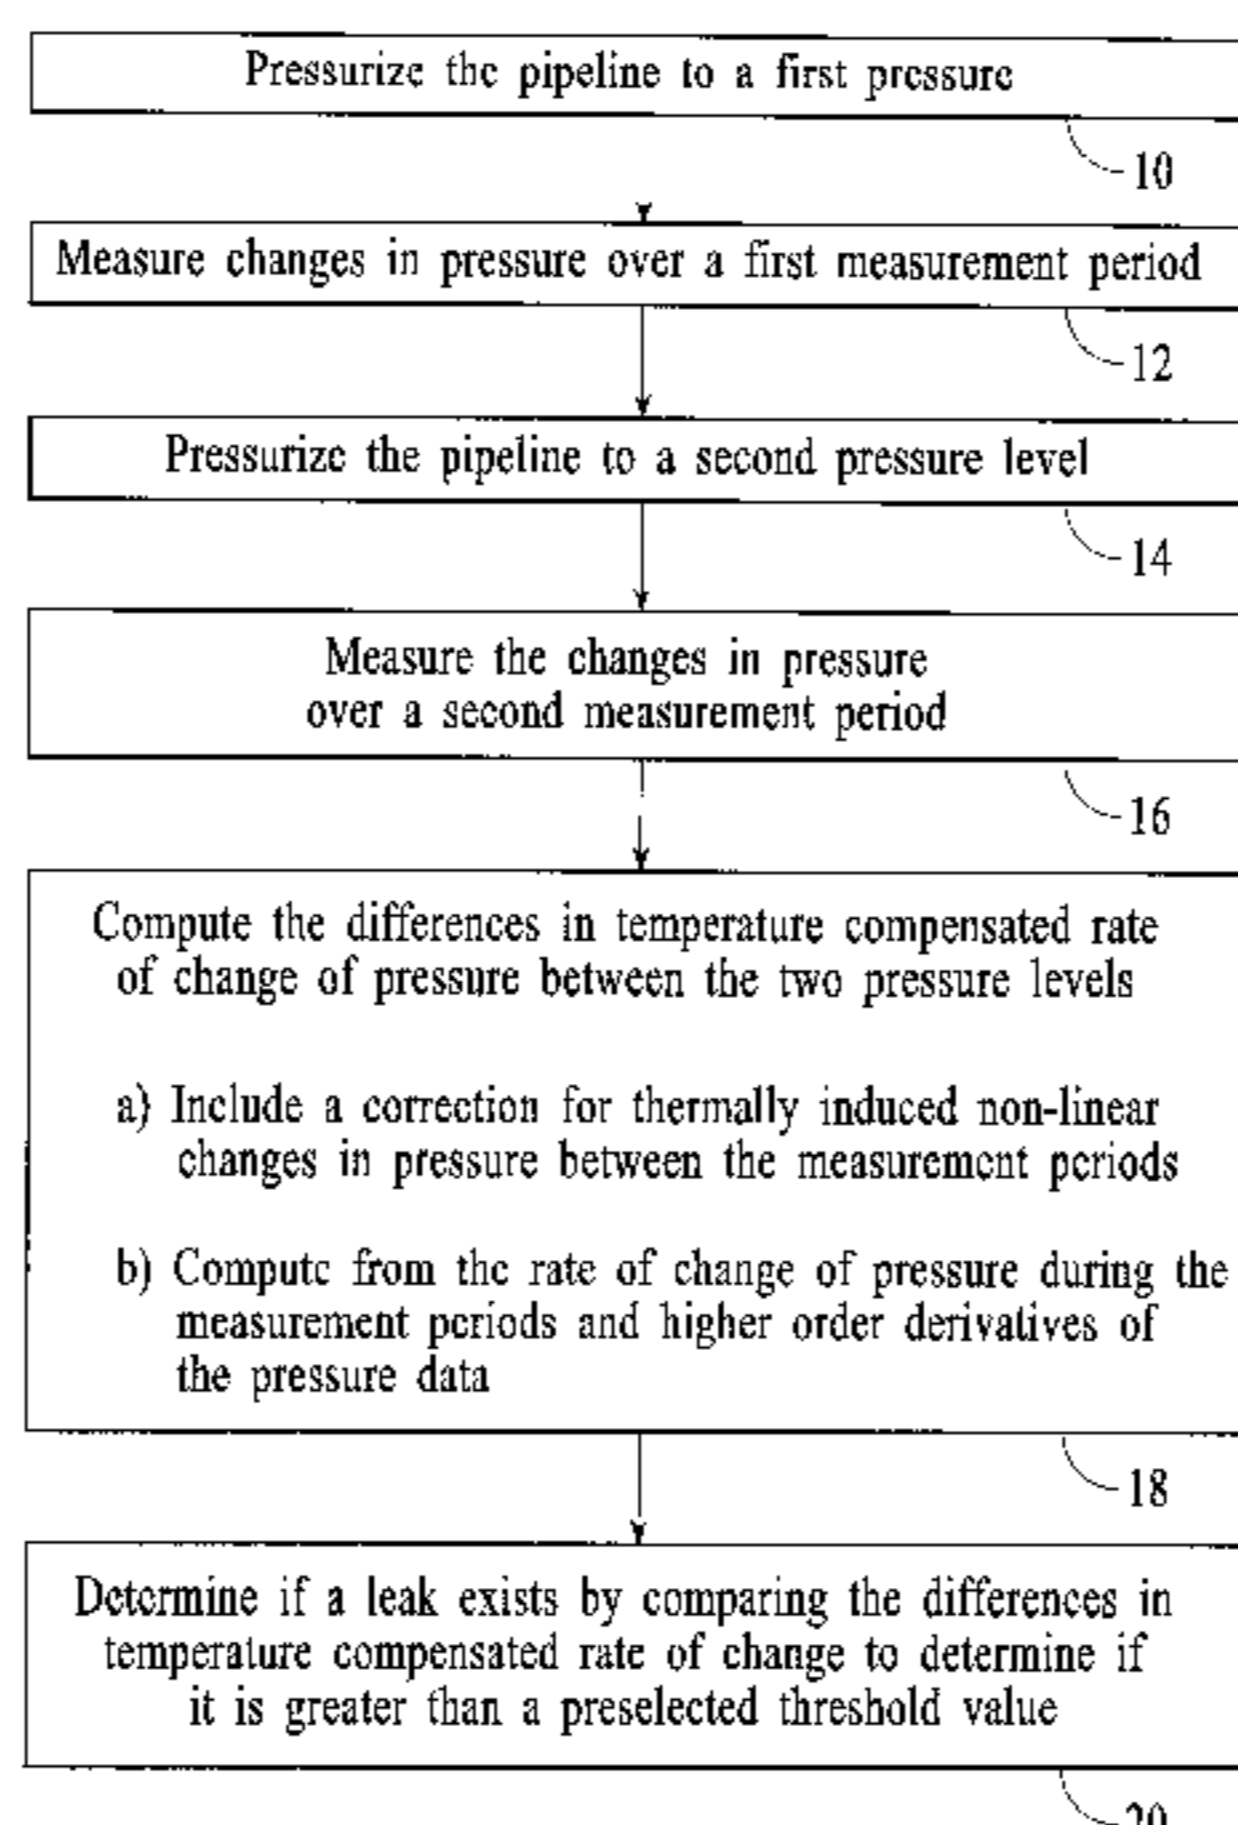 Pressurize the pipeline to a first pressure
10
Measure changes in pressure over a first measurement period
12
Pressurize the pipeline to a second pressure level
14
Measure the changes in pressure
over a second measurement period
16
Compute the differences in temperature compensated rate
of change of pressure between the two pressure levels
a) Include a correction for thermally induced non-linear
changes in pressure between the measurement periods
b) Compute from the rate of change of pressure during the
measurement periods and higher order derivatives of
the pressure data
18
Determine if a leak exists by comparing the differences in
temperature compensated rate of change to determine if
it is greater than a preselected threshold value
20